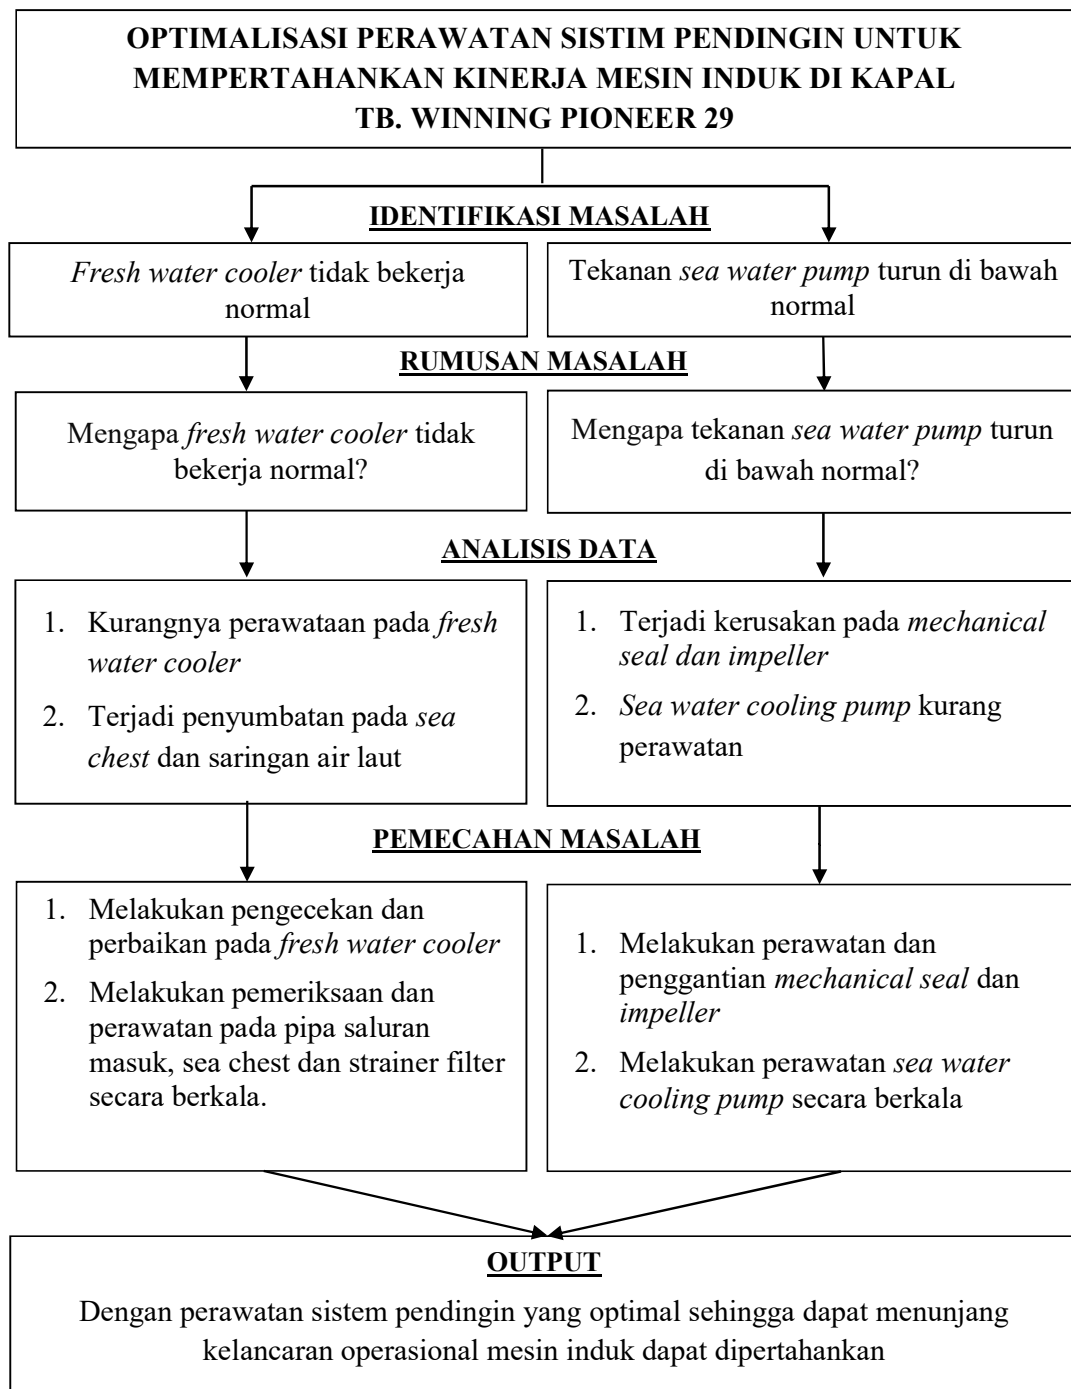 OPTIMALISASI PERAWATAN SISTIM PENDINGIN UNTUK
MEMPERTAHANKAN KINERJA MESIN INDUK DI KAPAL
TB. WINNING PIONEER 29
IDENTIFIKASI MASALAH
Fresh water cooler tidak bekerja
normal
Tekanan sea water pump turun di bawah
normal
RUMUSAN MASALAH
Mengapa fresh water cooler tidak
bekerja normal?
Mengapa tekanan sea water pump turun
di bawah normal?
ANALISIS DATA
1. Kurangnya perawataan pada fresh
water cooler
2. Terjadi penyumbatan pada sea
chest dan saringan air laut
1. Terjadi kerusakan pada mechanical
seal dan impeller
2. Sea water cooling pump kurang
perawatan
PEMECAHAN MASALAH
1. Melakukan pengecekan dan
perbaikan pada fresh water cooler
2. Melakukan pemeriksaan dan
perawatan pada pipa saluran
masuk, sea chest dan strainer filter
secara berkala.
1. Melakukan perawatan dan
penggantian mechanical seal dan
impeller
2. Melakukan perawatan sea water
cooling pump secara berkala
OUTPUT
Dengan perawatan sistem pendingin yang optimal sehingga dapat menunjang
kelancaran operasional mesin induk dapat dipertahankan